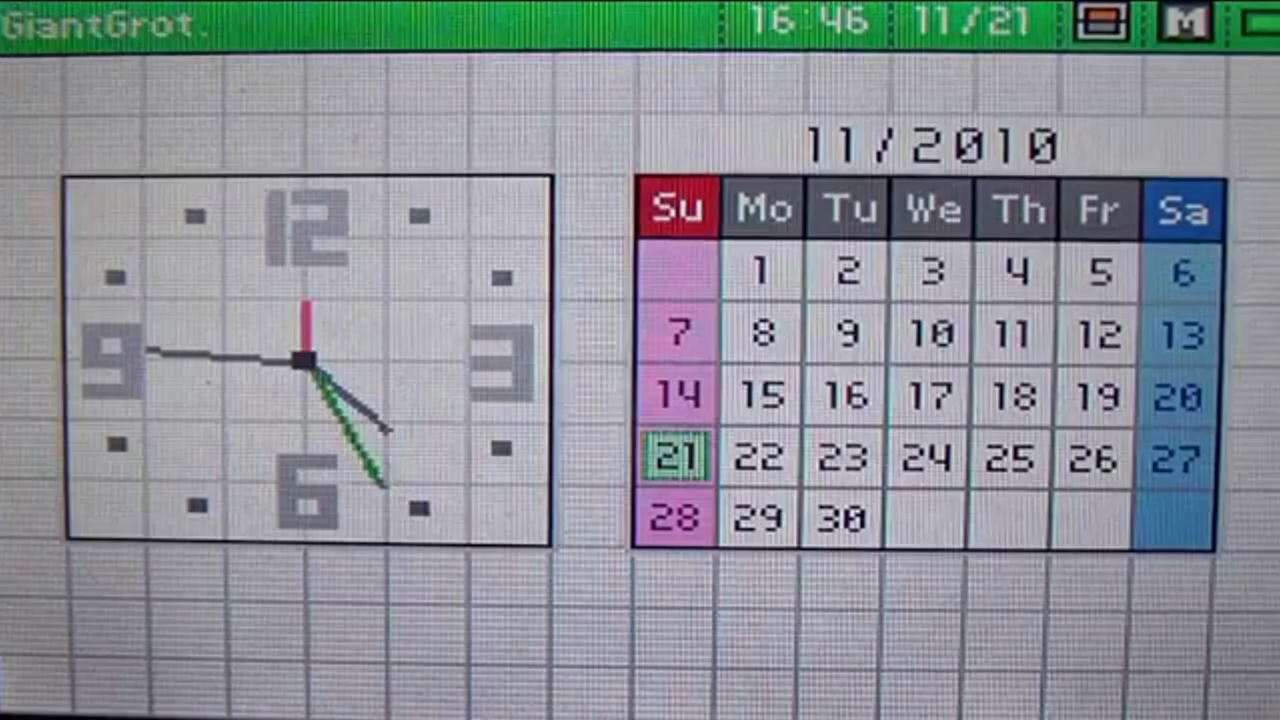 GiantGrot. 16:46 11/21 M
11/2010
12
9 3
6
Su Mo Tu We Th Fr Sa
1 2 3 4 5 6
7 8 9 10 11 12 13
14 15 16 17 18 19 20
21 22 23 24 25 26 27
28 29 30